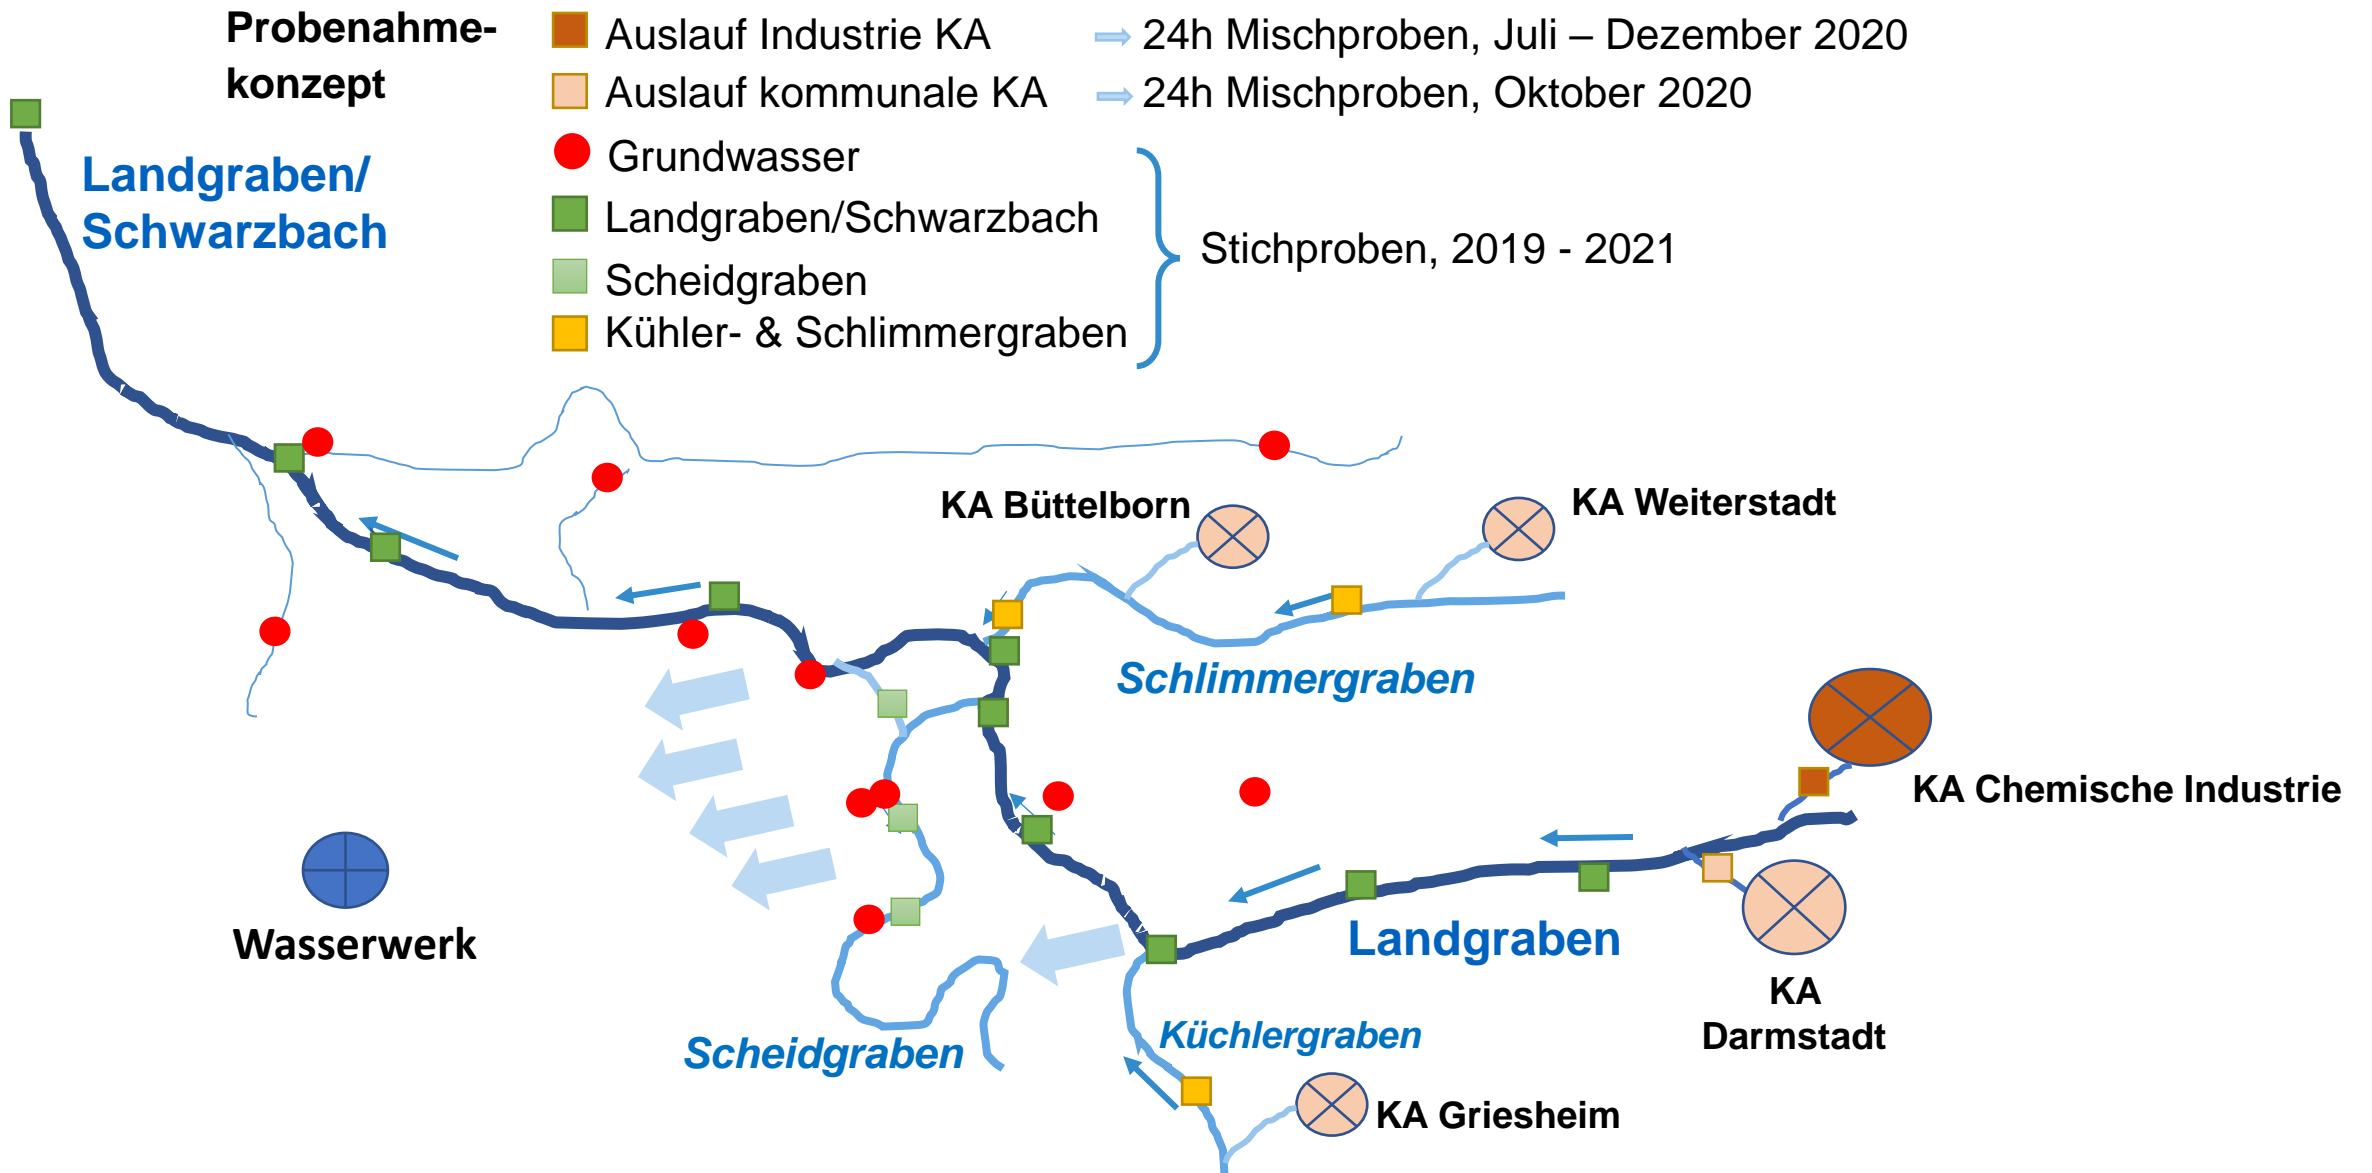 Probenahme-
konzept
Auslauf Industrie KA
24h Mischproben, Juli – Dezember 2020
Auslauf kommunale KA
24h Mischproben, Oktober 2020
Grundwasser
Landgraben/Schwarzbach
Scheidgraben
Kühler- & Schlimmergraben
Stichproben, 2019 - 2021
Landgraben/
Schwarzbach
KA Büttelborn
KA Weiterstadt
Schlimmergraben
KA Chemische Industrie
Wasserwerk
Landgraben
KA
Darmstadt
Scheidgraben
Küchlergraben
KA Griesheim